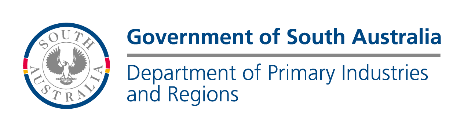 SOUTH
AUSTRALIA
Government of South Australia
Department of Primary Industries
and Regions